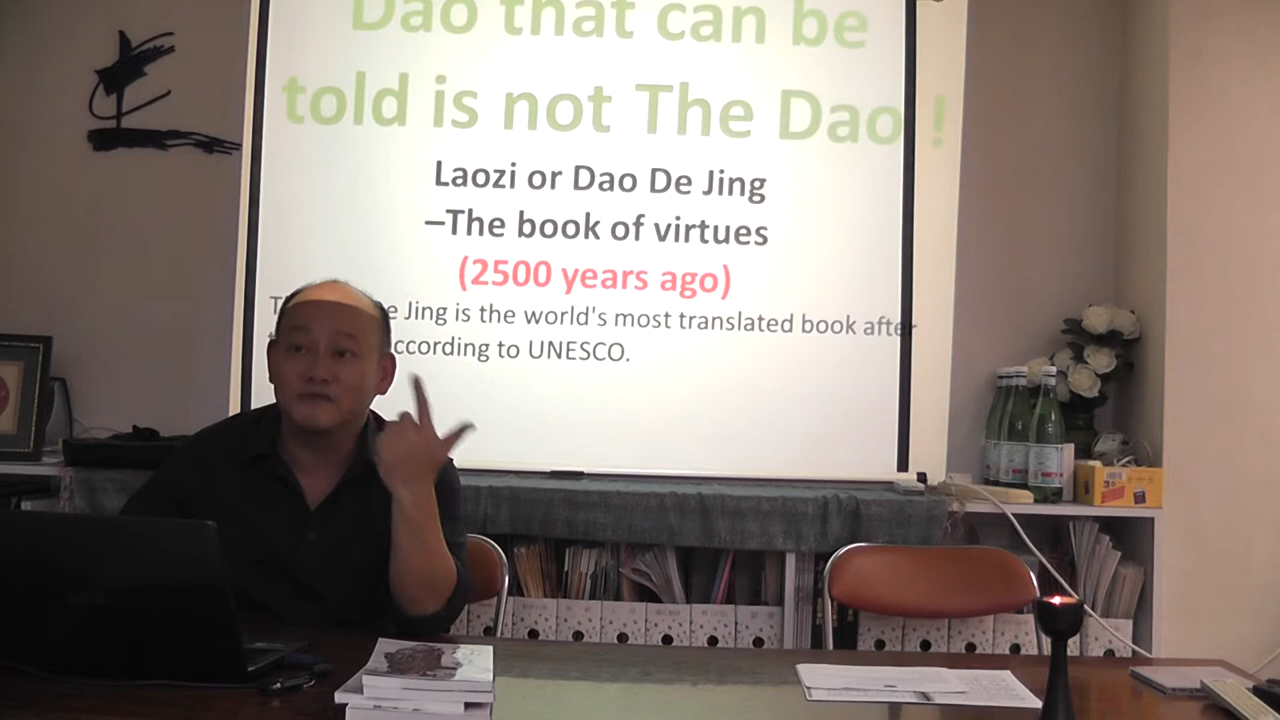 Dao that can be
told is not The Dao !
Laozi or Dao De Jing
–The book of virtues
(2500 years ago)
T e Jing is the world's most translated book after
ccording to UNESCO.